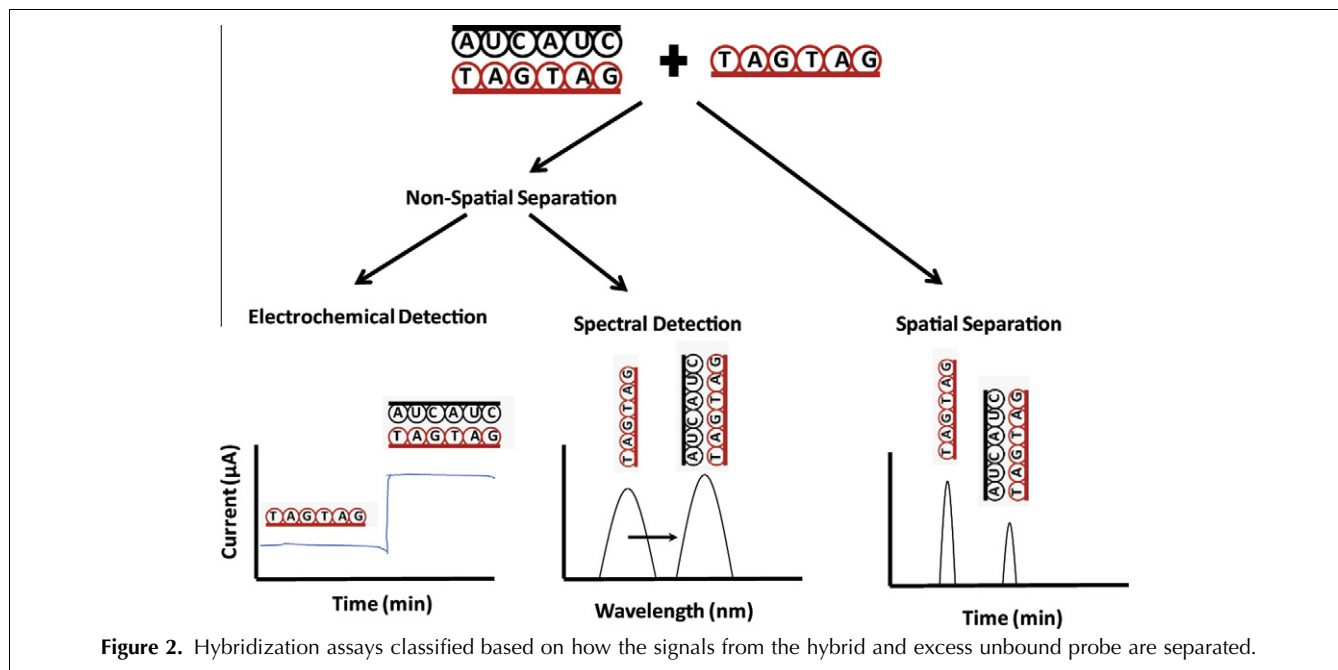 AUCAUC
TAGTAG + TAGTAG
Non-Spatial Separation
Electrochemical Detection
Spectral Detection
Spatial Separation
AUCAUC
TAGTAG
TAGTAG
Current (µA)
Time (min)
TAGTAG
AUCAUC
TAGTAG
Wavelength (nm)
TAGTAG
AUCAUC
TAGTAG
Time (min)
Figure 2. Hybridization assays classified based on how the signals from the hybrid and excess unbound probe are separated.